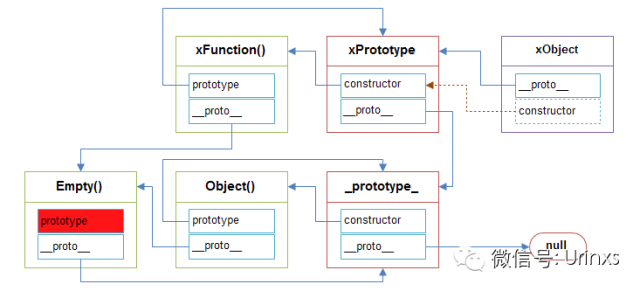 xFunction()
prototype
__proto__
xPrototype
constructor
__proto__
xObject
__proto__
constructor
Empty()
prototype
__proto__
Object()
prototype
__proto__
_prototype_
constructor
__proto__
null
微信号: Urinxs